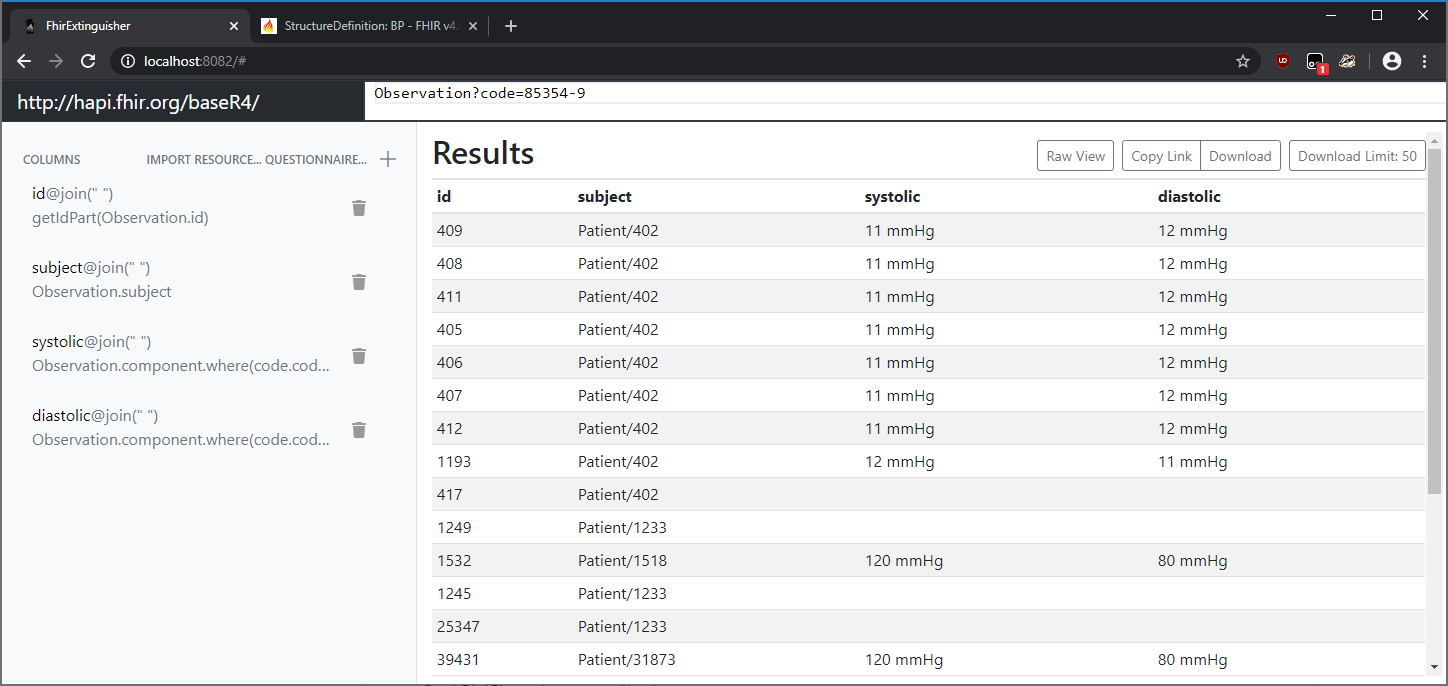 FhirExtinguisher
StructureDefinition: BP - FHIR v4.
localhost:8082/#
UD
1
http://hapi.fhir.org/baseR4/
Observation?code=85354-9
COLUMNS IMPORT RESOURCE... QUESTIONNAIRE...
id@join(" ")
getIdPart(Observation.id)
subject@join(" ")
Observation.subject
systolic@join(" ")
Observation.component.where(code.cod...
diastolic@join(" ")
Observation.component.where(code.cod...
Results
Raw View Copy Link Download Download Limit: 50
id subject systolic diastolic
409 Patient/402 11 mmHg 12 mmHg
408 Patient/402 11 mmHg 12 mmHg
411 Patient/402 11 mmHg 12 mmHg
405 Patient/402 11 mmHg 12 mmHg
406 Patient/402 11 mmHg 12 mmHg
407 Patient/402 11 mmHg 12 mmHg
412 Patient/402 11 mmHg 12 mmHg
1193 Patient/402 12 mmHg 11 mmHg
417 Patient/402
1249 Patient/1233
1532 Patient/1518 120 mmHg 80 mmHg
1245 Patient/1233
25347 Patient/1233
39431 Patient/31873 120 mmHg 80 mmHg